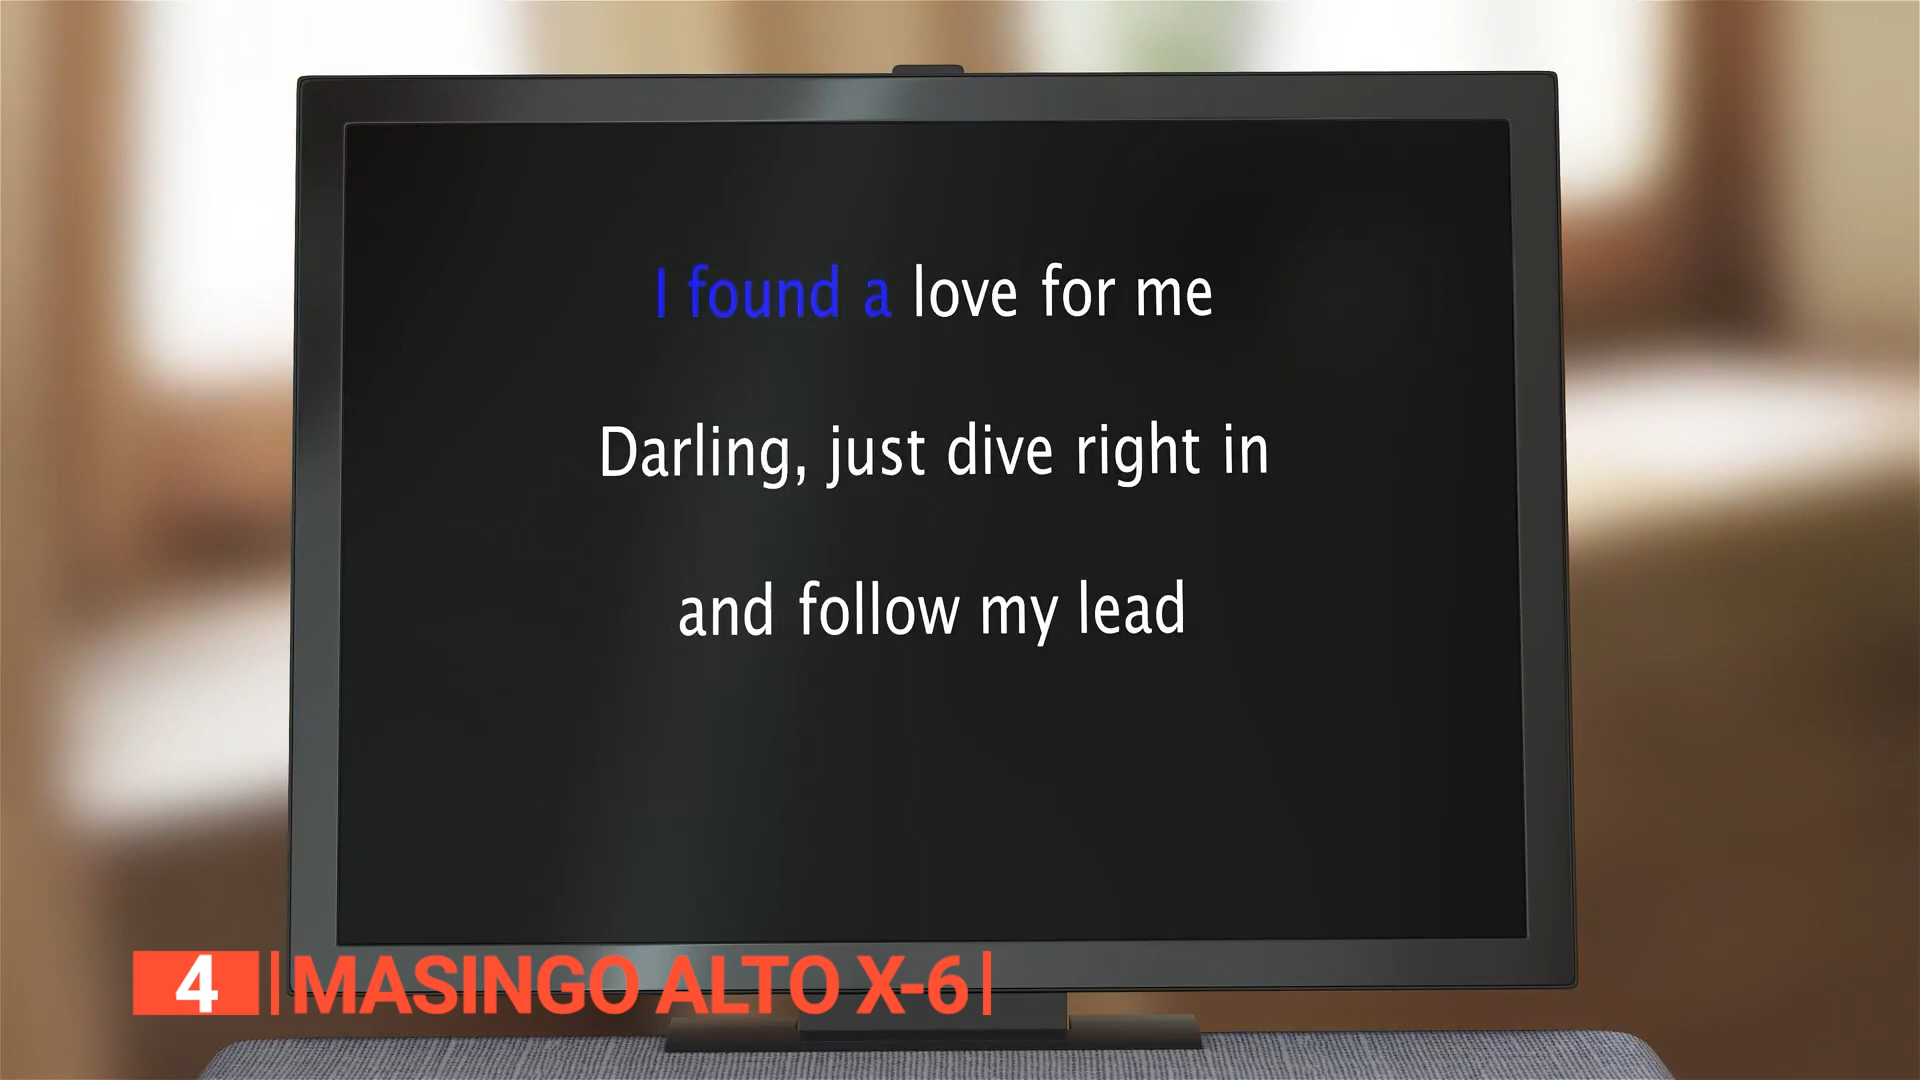 I found a love for me
Darling, just dive right in
and follow my lead
4 MASINGO ALTO X-6